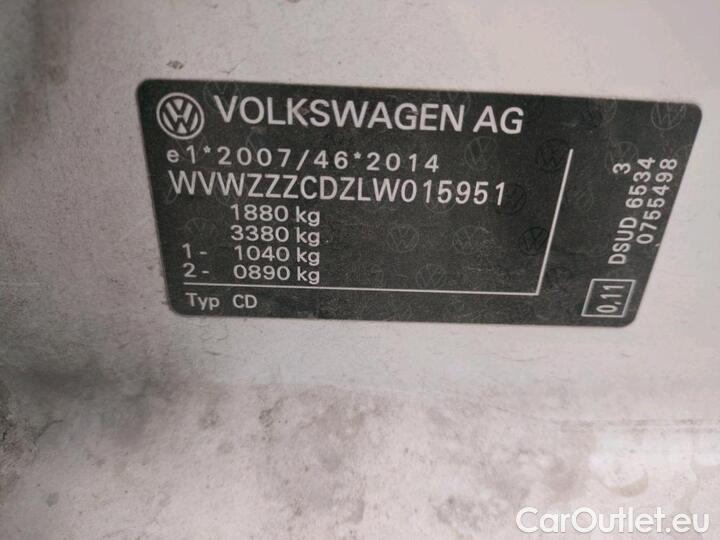 VOLKSWAGEN AG
e1*2007/46*2014
WVWZZZCDZLW015951
1880 kg
3380 kg
1- 1040 kg
2- 0890 kg
Typ CD
0,11
DSUD 6534
0755498
3
CarOutlet.eu